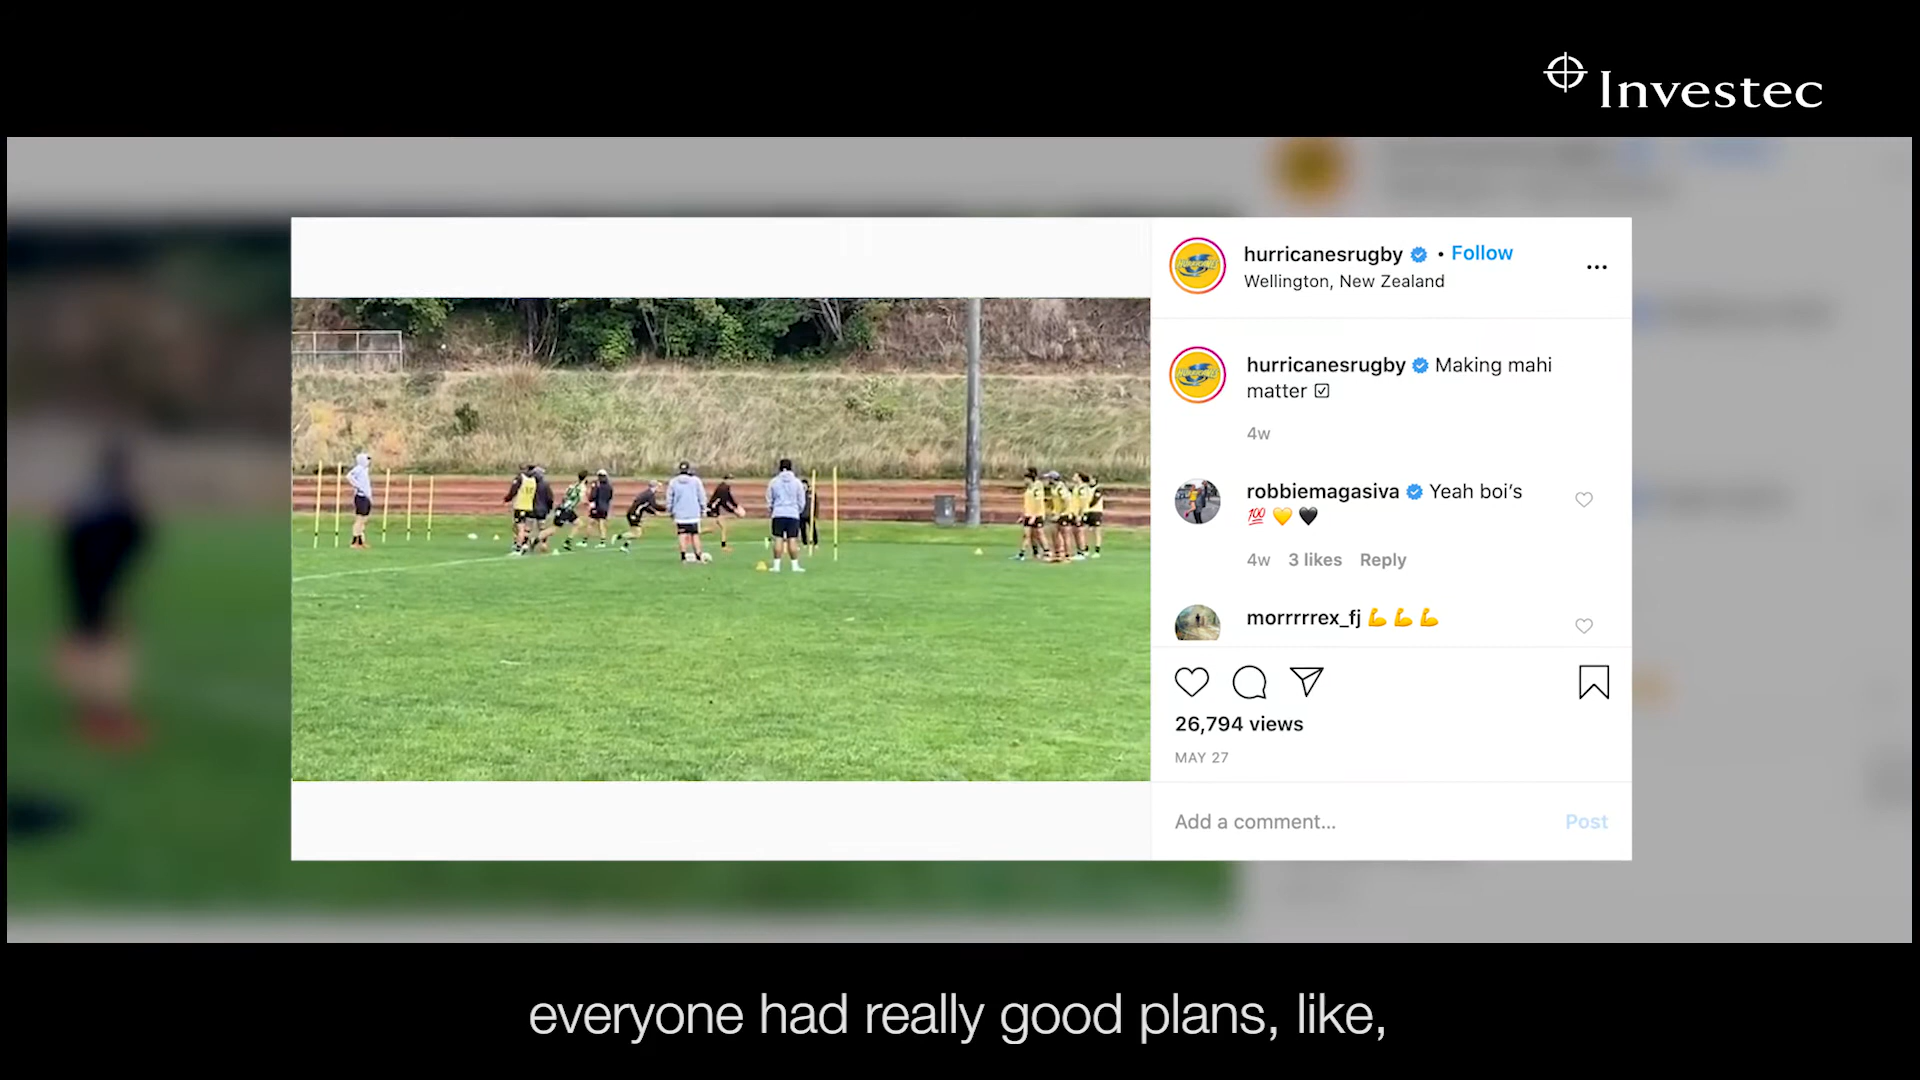 Investec
hurricanesrugby • Follow
Wellington, New Zealand
hurricanesrugby Making mahi
matter ☑
4w
robbiemagasiva Yeah boi's
💯 💛 🖤
4w 3 likes Reply
morrrrrex_fj 💪 💪 💪
26,794 views
MAY 27
Add a comment... Post
everyone had really good plans, like,